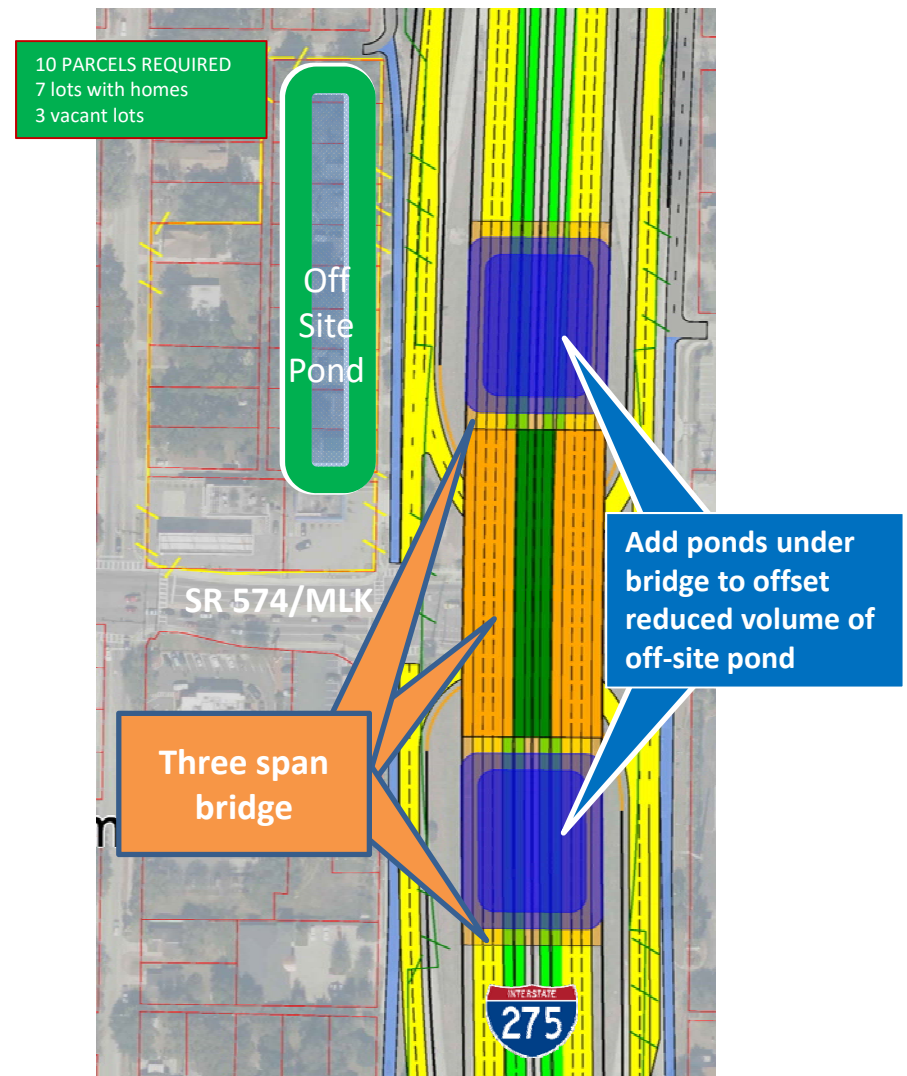 10 PARCELS REQUIRED
7 lots with homes
3 vacant lots
Off
Site
Pond
SR 574/MLK
Add ponds under
bridge to offset
reduced volume of
off-site pond
Three span
bridge
INTERSTATE
275